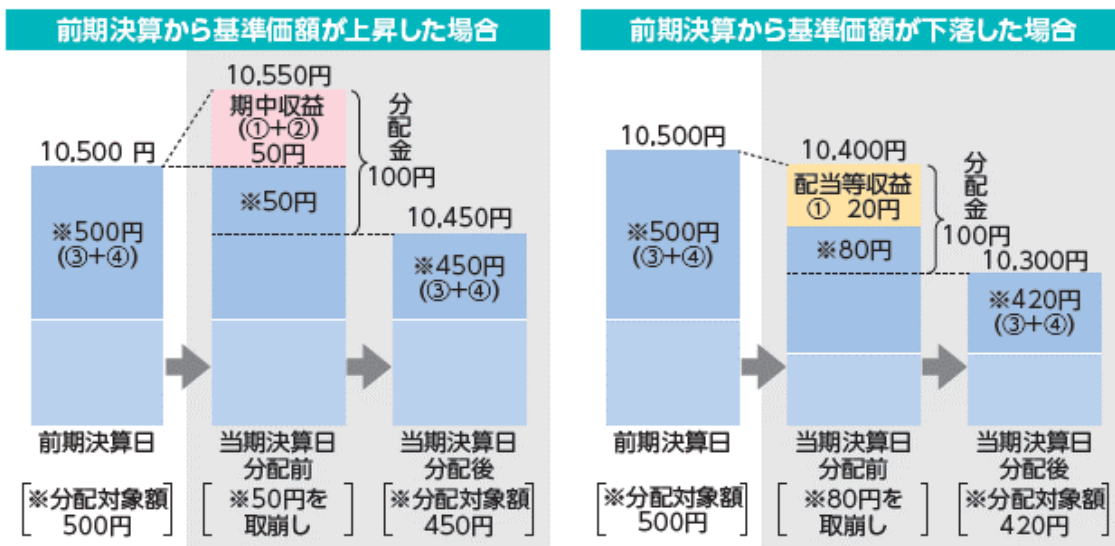 前期決算から基準価額が上昇した場合
10,550円
期中収益
(①+②)
50円
分配金
100円
10,500 円
※500円
(③+④)
※50円
10,450円
※450円
(③+④)
前期決算日
当期決算日
分配前
当期決算日
分配後
※分配対象額
500円
※50円を
取崩し
※分配対象額
450円
前期決算から基準価額が下落した場合
10,500円
※500円
(③+④)
10,400円
配当等収益
① 20円
分配金
100円
※80円
10,300円
※420円
(③+④)
前期決算日
当期決算日
分配前
当期決算日
分配後
※分配対象額
500円
※80円を
取崩し
※分配対象額
420円